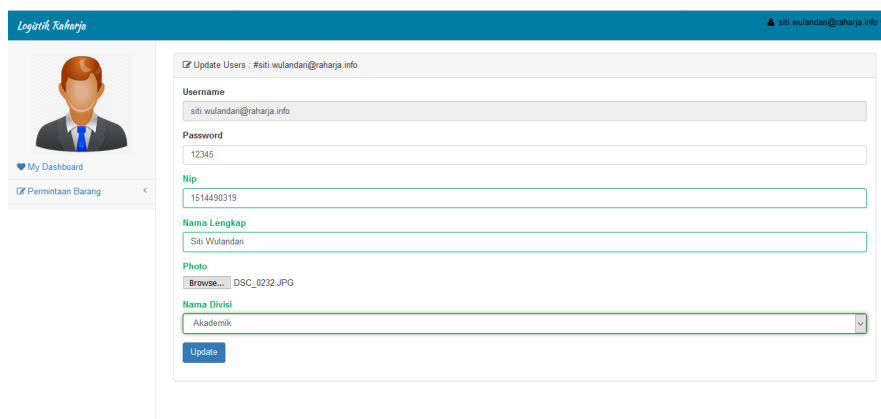 Logistik Raharja
siti.wulandari@raharja.info
My Dashboard
Permintaan Barang
Update Users : #siti.wulandari@raharja.info
Username
siti.wulandari@raharja.info
Password
12345
Nip
1514490319
Nama Lengkap
Siti Wulandari
Photo
Browse... DSC_0232.JPG
Nama Divisi
Akademik
Update